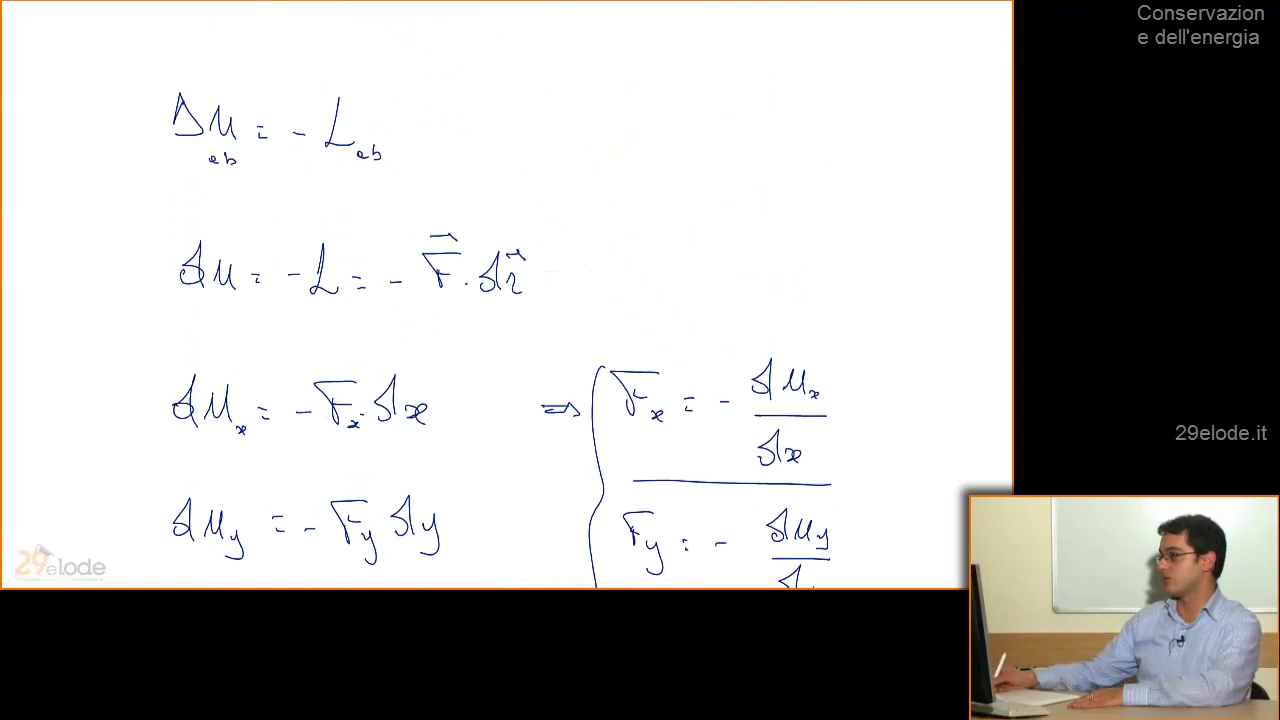 Conservazion
e dell'energia
ΔU_ab = - L_ab
dU = - L = - F⃗ · dr⃗
dU_x = - F_x · dx ⇒ F_x = - dU_x / dx
dU_y = - F_y dy F_y = - dU_y / d
29elode.it
29elode